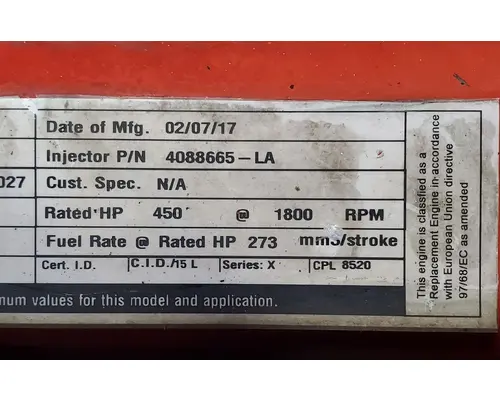 Date of Mfg. 02/07/17
Injector P/N 4088665-LA
027 Cust. Spec. N/A
Rated HP 450 @ 1800 RPM
Fuel Rate @ Rated HP 273 mm3/stroke
Cert. I.D. C.I.D./15 L Series: X CPL 8520
num values for this model and application.
This engine is classified as a
Replacement Engine in-accordance
with European Union directive
97/68/EC as amended